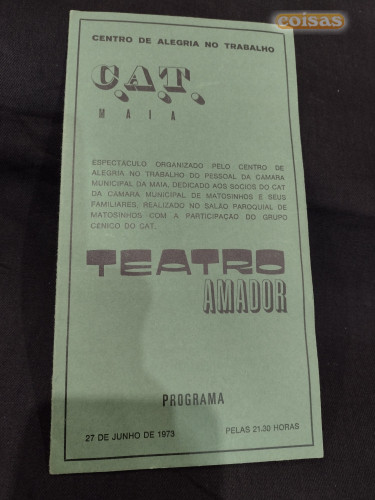 coisas
CENTRO DE ALEGRIA NO TRABALHO
C.A.T.
MAIA
ESPECTACULO ORGANIZADO PELO CENTRO DE
ALEGRIA NO TRABALHO DO PESSOAL DA CAMARA
MUNICIPAL DA MAIA, DEDICADO AOS SOCIOS DO CAT
DA CAMARA MUNICIPAL DE MATOSINHOS E SEUS
FAMILIARES, REALIZADO NO SALÃO PAROQUIAL DE
MATOSINHOS COM A PARTICIPAÇÃO DO GRUPO
CENICO DO CAT.
TEATRO
AMADOR
PROGRAMA
27 DE JUNHO DE 1973 PELAS 21.30 HORAS